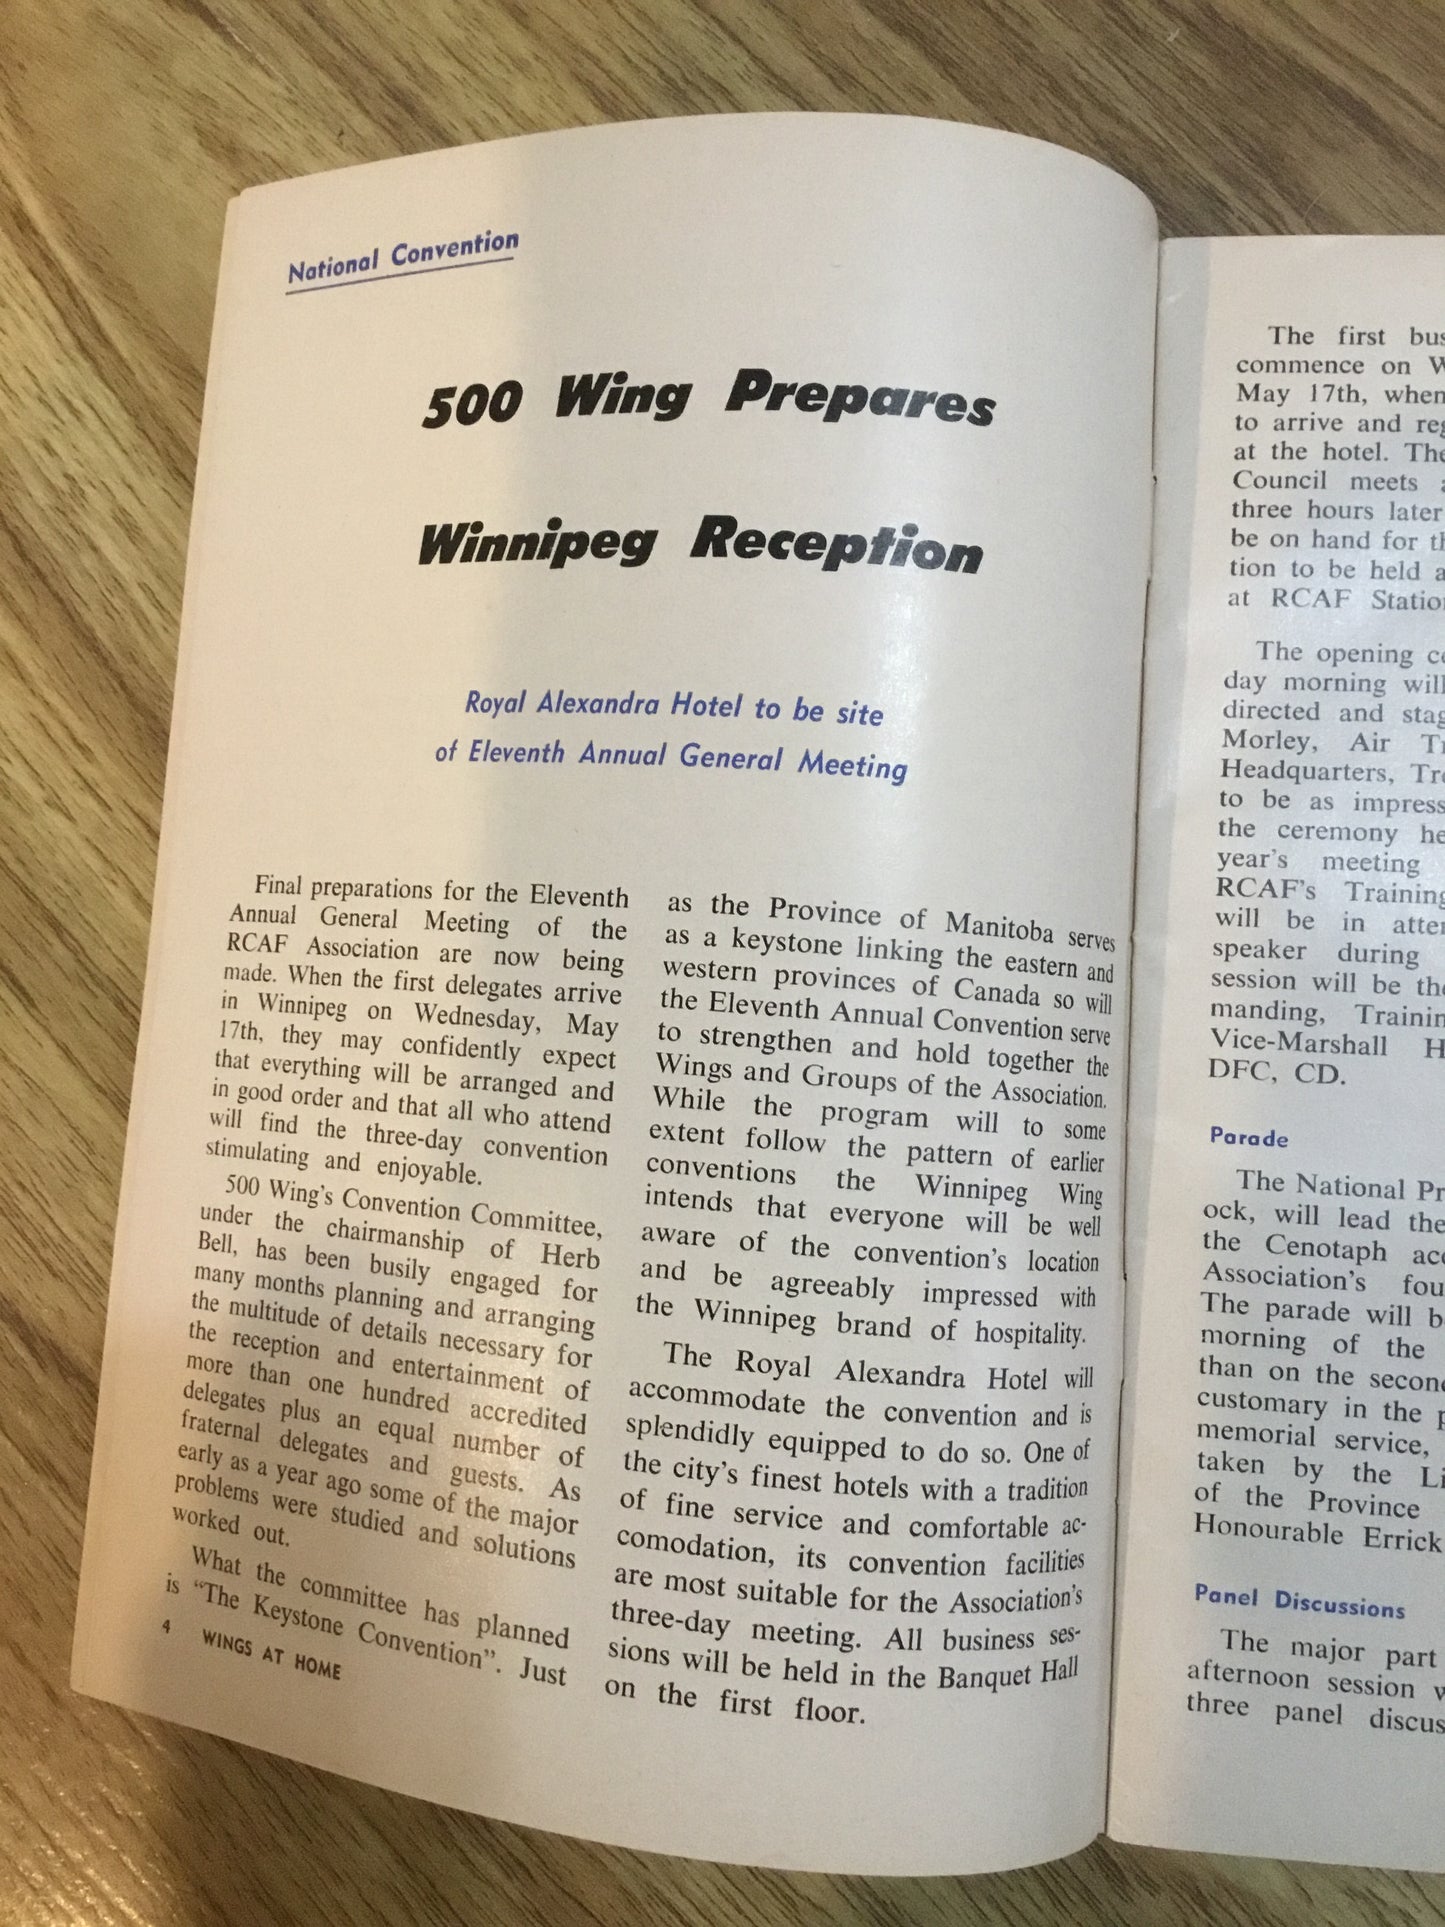 National Convention
500 Wing Prepares
Winnipeg Reception
Royal Alexandra Hotel to be site
of Eleventh Annual General Meeting
Final preparations for the Eleventh
Annual General Meeting of the
RCAF Association are now being
made. When the first delegates arrive
in Winnipeg on Wednesday, May
17th, they may confidently expect
that everything will be arranged and
in good order and that all who attend
will find the three-day convention
stimulating and enjoyable.
500 Wing's Convention Committee,
under the chairmanship of Herb
Bell, has been busily engaged for
many months planning and arranging
the multitude of details necessary for
the reception and entertainment of
more than one hundred accredited
delegates plus an equal number of
fraternal delegates and guests. As
early as a year ago some of the major
problems were studied and solutions
worked out.
What the committee has planned
is "The Keystone Convention". Just
4 WINGS AT HOME
as the Province of Manitoba serves
as a keystone linking the eastern and
western provinces of Canada so will
the Eleventh Annual Convention serve
to strengthen and hold together the
Wings and Groups of the Association.
While the program will to some
extent follow the pattern of earlier
conventions the Winnipeg Wing
intends that everyone will be well
aware of the convention's location
and be agreeably impressed with
the Winnipeg brand of hospitality.
The Royal Alexandra Hotel will
accommodate the convention and is
splendidly equipped to do so. One of
the city's finest hotels with a tradition
of fine service and comfortable ac-
comodation, its convention facilities
are most suitable for the Association's
three-day meeting. All business ses-
sions will be held in the Banquet Hall
on the first floor.
The first
commence on
May 17th, when
to arrive and
at the hotel.
Council meets
three hours later
be on hand for
tion to be held
at RCAF
The opening
day morning will
directed and
Morley, Air
Headquarters,
to be as
the ceremony
year's meeting
RCAF's Training
will be in
speaker during
session will be
manding,
Vice-Marshall
DFC, CD.
Parade
The National
ock, will lead the
the Cenotaph
Association's
The parade will
morning of the
than on the
customary in the
memorial service,
taken by the
of the Province
Honourable Errick
Panel Discussions
The major part
afternoon session
three panel